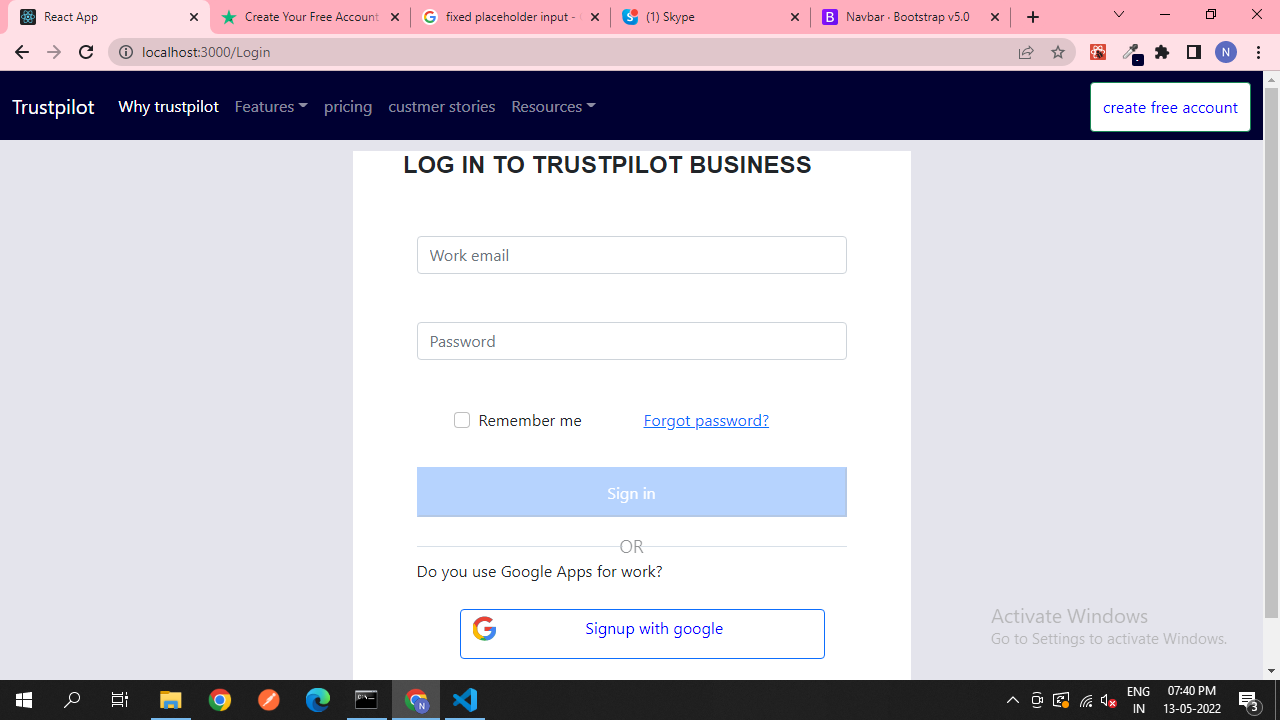 React App
Create Your Free Account
fixed placeholder input -
(1) Skype
Navbar · Bootstrap v5.0
localhost:3000/Login
N
Trustpilot
Why trustpilot
Features
pricing
custmer stories
Resources
create free account
LOG IN TO TRUSTPILOT BUSINESS
Work email
Password
Remember me
Forgot password?
Sign in
OR
Do you use Google Apps for work?
Signup with google
Activate Windows
Go to Settings to activate Windows.
N
ENG
IN
07:40 PM
13-05-2022
3